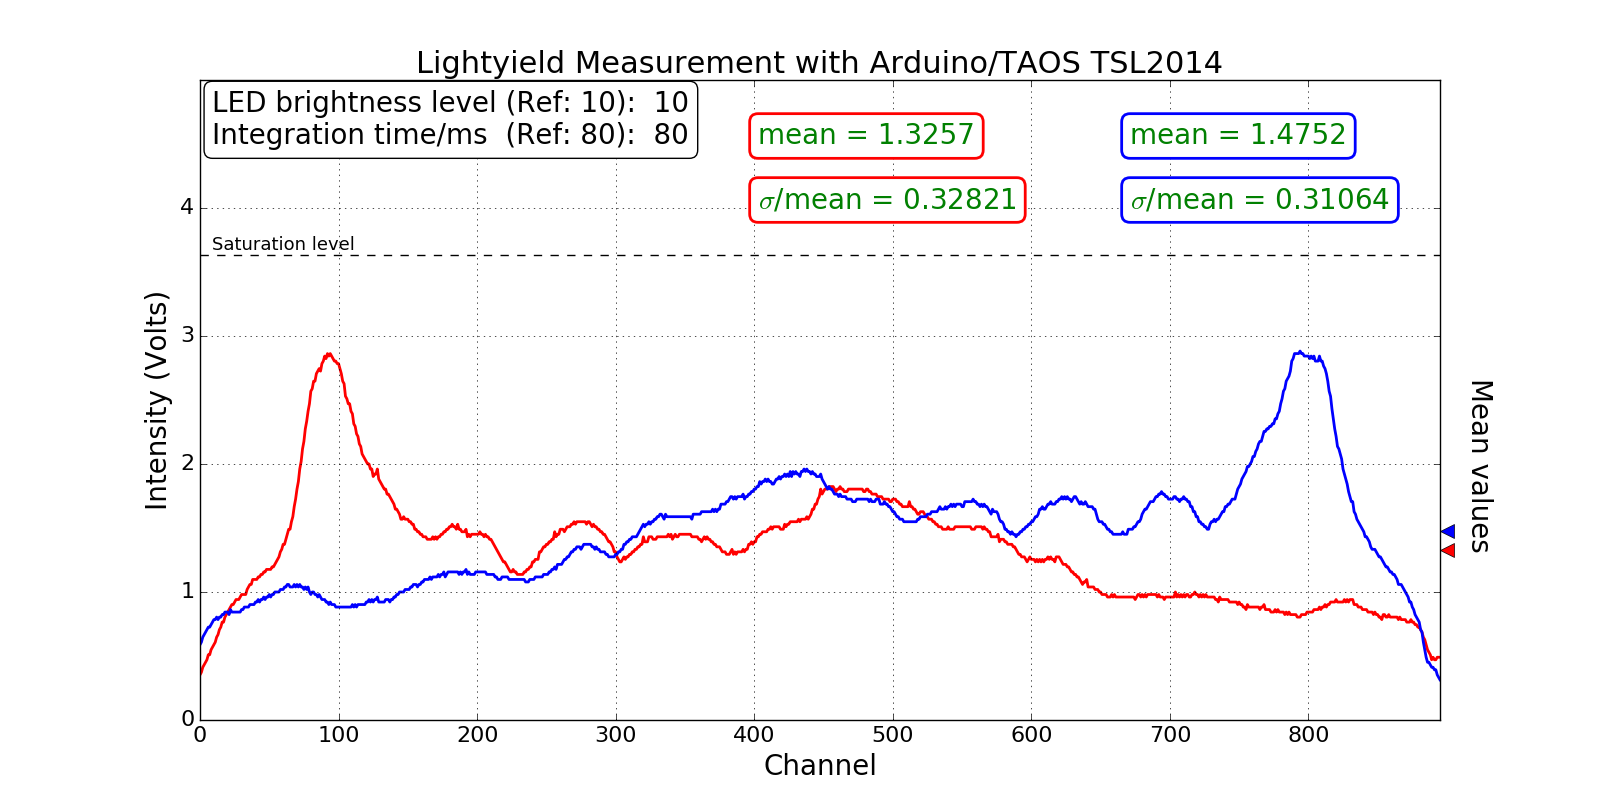 Lightyield Measurement with Arduino/TAOS TSL2014
LED brightness level (Ref: 10):  10
Integration time/ms  (Ref: 80):  80
mean = 1.3257
mean = 1.4752
σ/mean = 0.32821
σ/mean = 0.31064
Saturation level
4
3
2
1
0
Intensity (Volts)
Mean values
0 100 200 300 400 500 600 700 800
Channel